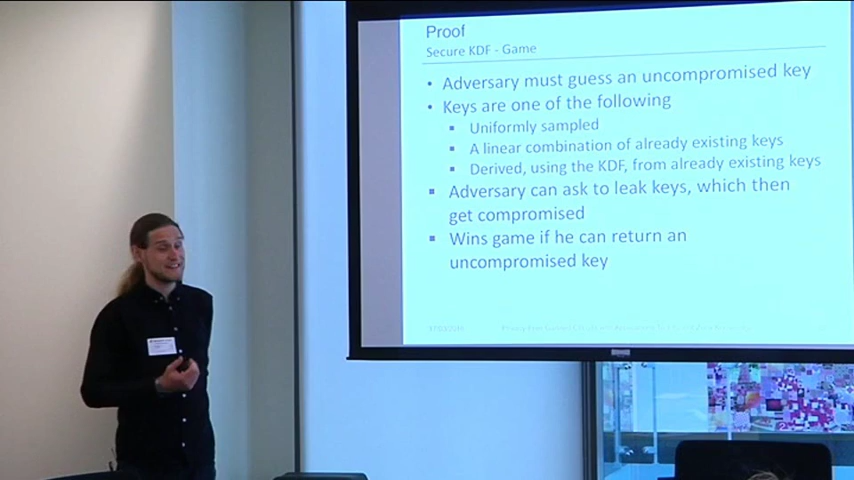 Proof
Secure KDF - Game
• Adversary must guess an uncompromised key
• Keys are one of the following
▪ Uniformly sampled
▪ A linear combination of already existing keys
▪ Derived, using the KDF, from already existing keys
▪ Adversary can ask to leak keys, which then
get compromised
▪ Wins game if he can return an
uncompromised key